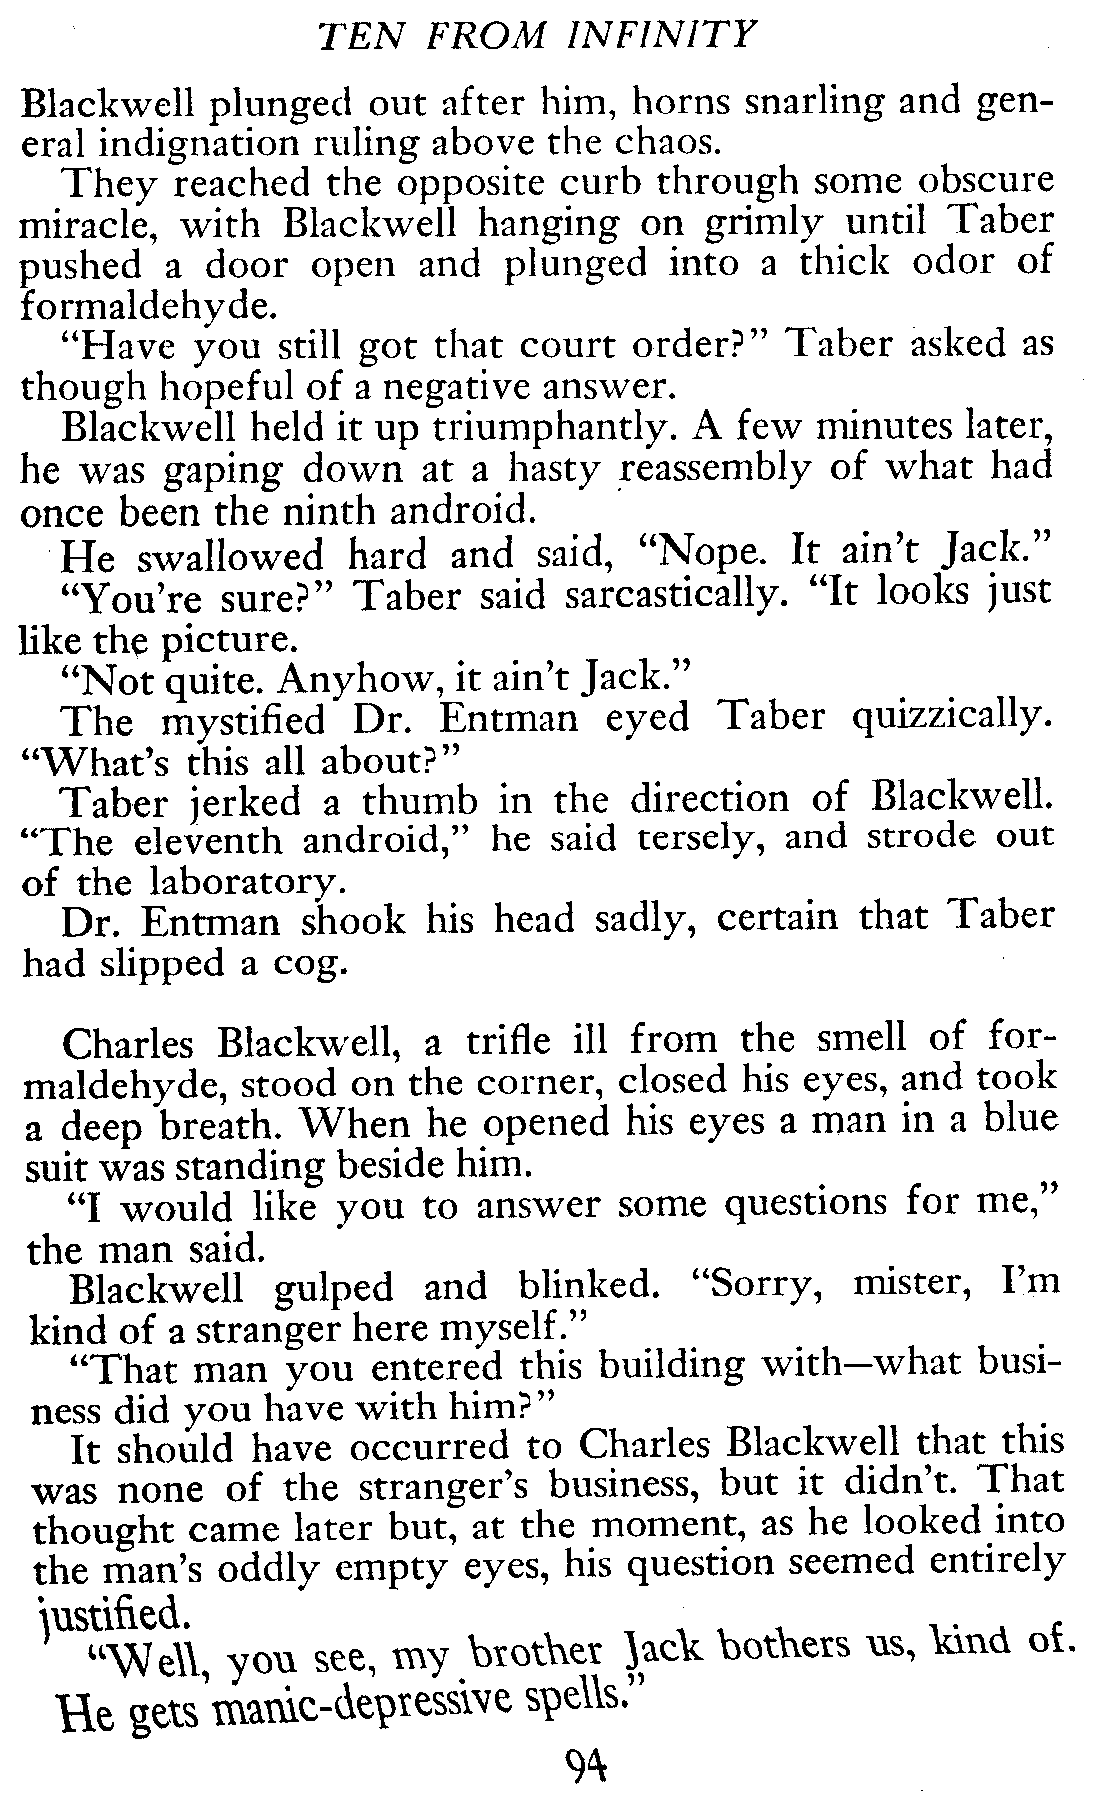 TEN FROM INFINITY
Blackwell plunged out after him, horns snarling and gen-
eral indignation ruling above the chaos.
They reached the opposite curb through some obscure
miracle, with Blackwell hanging on grimly until Taber
pushed a door open and plunged into a thick odor of
formaldehyde.
“Have you still got that court order?” Taber asked as
though hopeful of a negative answer.
Blackwell held it up triumphantly. A few minutes later,
he was gaping down at a hasty reassembly of what had
once been the ninth android.
He swallowed hard and said, “Nope. It ain't Jack.”
“You're sure?” Taber said sarcastically. “It looks just
like the picture.
“Not quite. Anyhow, it ain't Jack.”
The mystified Dr. Entman eyed Taber quizzically.
“What's this all about?”
Taber jerked a thumb in the direction of Blackwell.
“The eleventh android,” he said tersely, and strode out
of the laboratory.
Dr. Entman shook his head sadly, certain that Taber
had slipped a cog.
Charles Blackwell, a trifle ill from the smell of for-
maldehyde, stood on the corner, closed his eyes, and took
a deep breath. When he opened his eyes a man in a blue
suit was standing beside him.
“I would like you to answer some questions for me,”
the man said.
Blackwell gulped and blinked. “Sorry, mister, I'm
kind of a stranger here myself.”
“That man you entered this building with—what busi-
ness did you have with him?”
It should have occurred to Charles Blackwell that this
was none of the stranger's business, but it didn't. That
thought came later but, at the moment, as he looked into
the man's oddly empty eyes, his question seemed entirely
justified.
“Well, you see, my brother Jack bothers us, kind of.
He gets manic-depressive spells.”
94